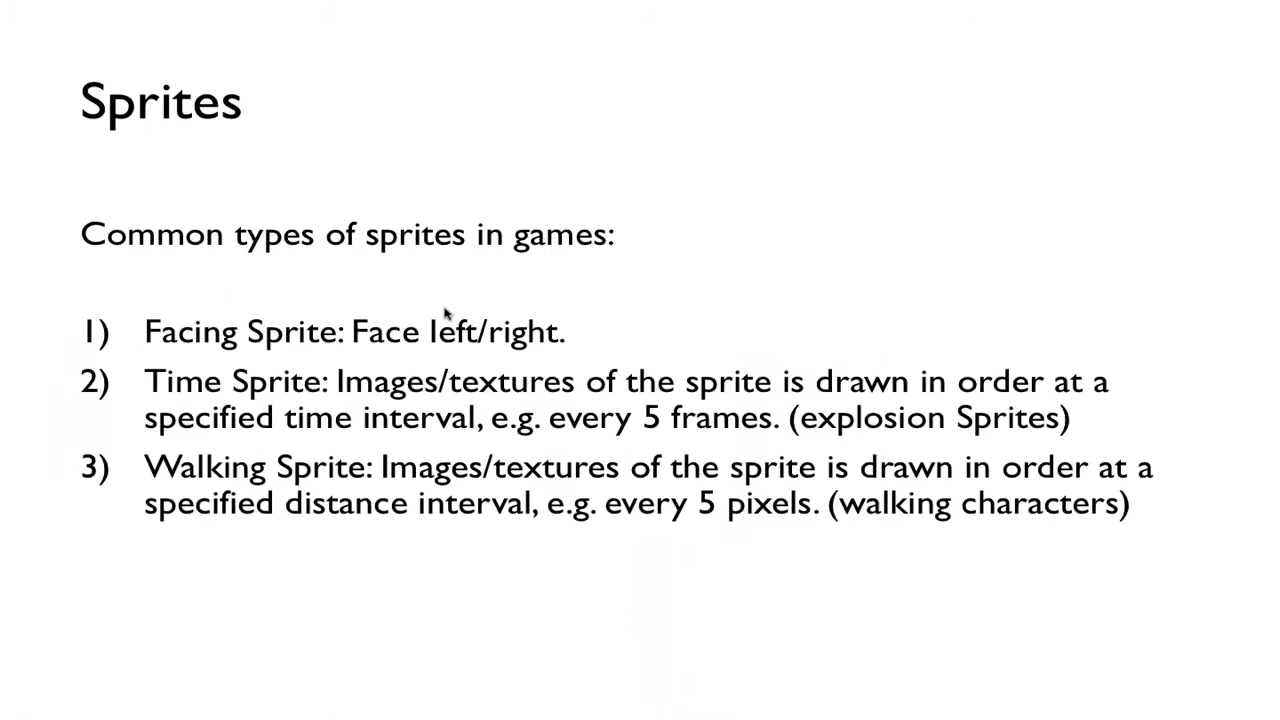 Sprites
Common types of sprites in games:
1) Facing Sprite: Face left/right.
2) Time Sprite: Images/textures of the sprite is drawn in order at a
specified time interval, e.g. every 5 frames. (explosion Sprites)
3) Walking Sprite: Images/textures of the sprite is drawn in order at a
specified distance interval, e.g. every 5 pixels. (walking characters)